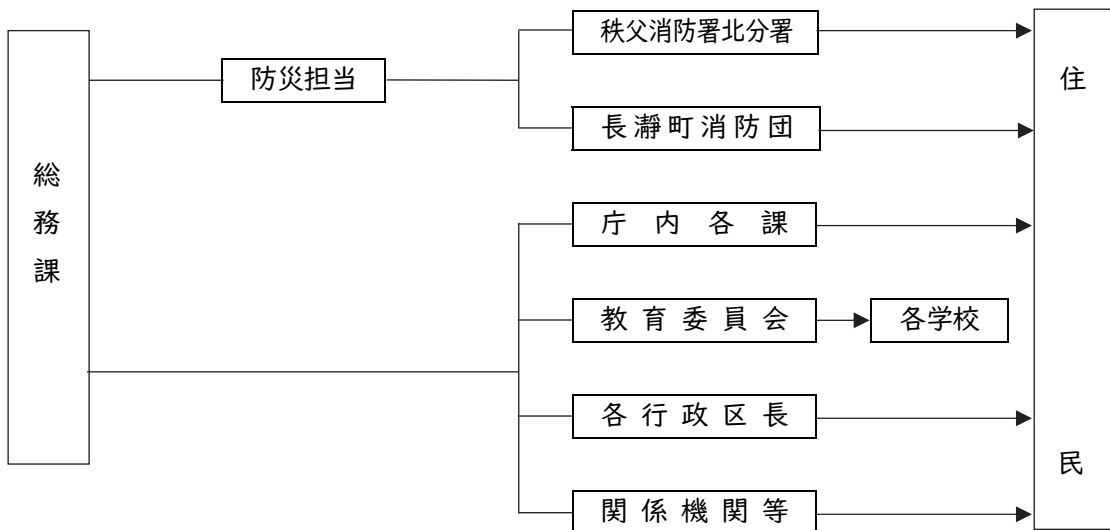 総務課
防災担当
秩父消防署北分署
長瀞町消防団
庁内各課
教育委員会
各学校
各行政区長
関係機関等
住民